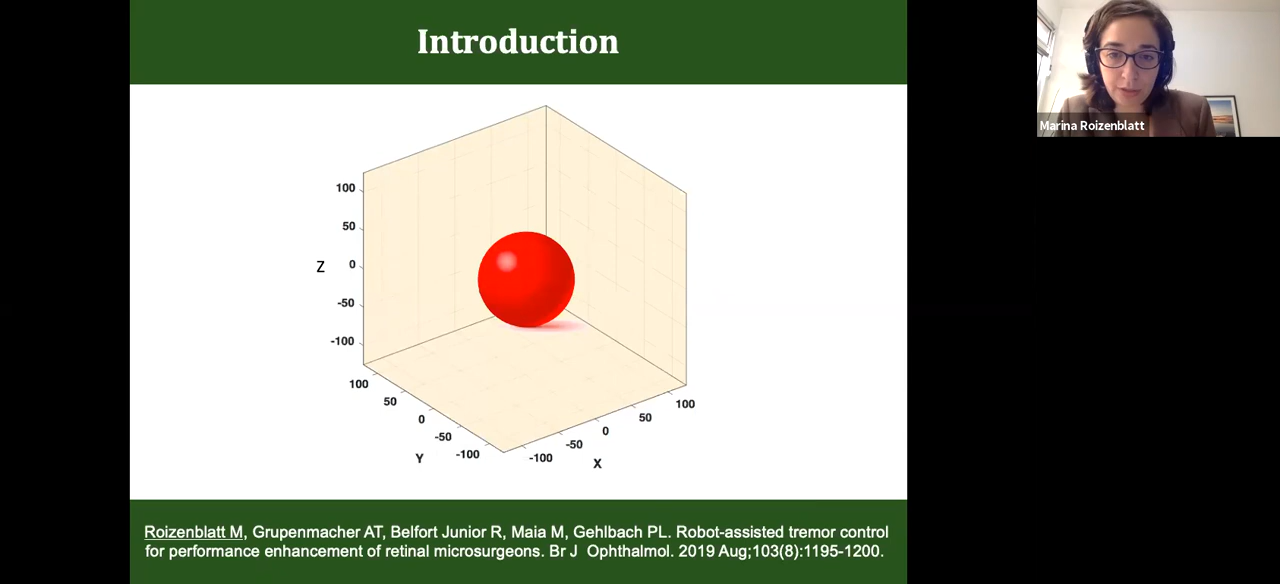 Introduction
Marina Roizenblatt
100
50
0
-50
-100
Z
100
50
0
-50
-100
Y
-100
-50
0
50
100
X
Roizenblatt M, Grupenmacher AT, Belfort Junior R, Maia M, Gehlbach PL. Robot-assisted tremor control
for performance enhancement of retinal microsurgeons. Br J Ophthalmol. 2019 Aug;103(8):1195-1200.